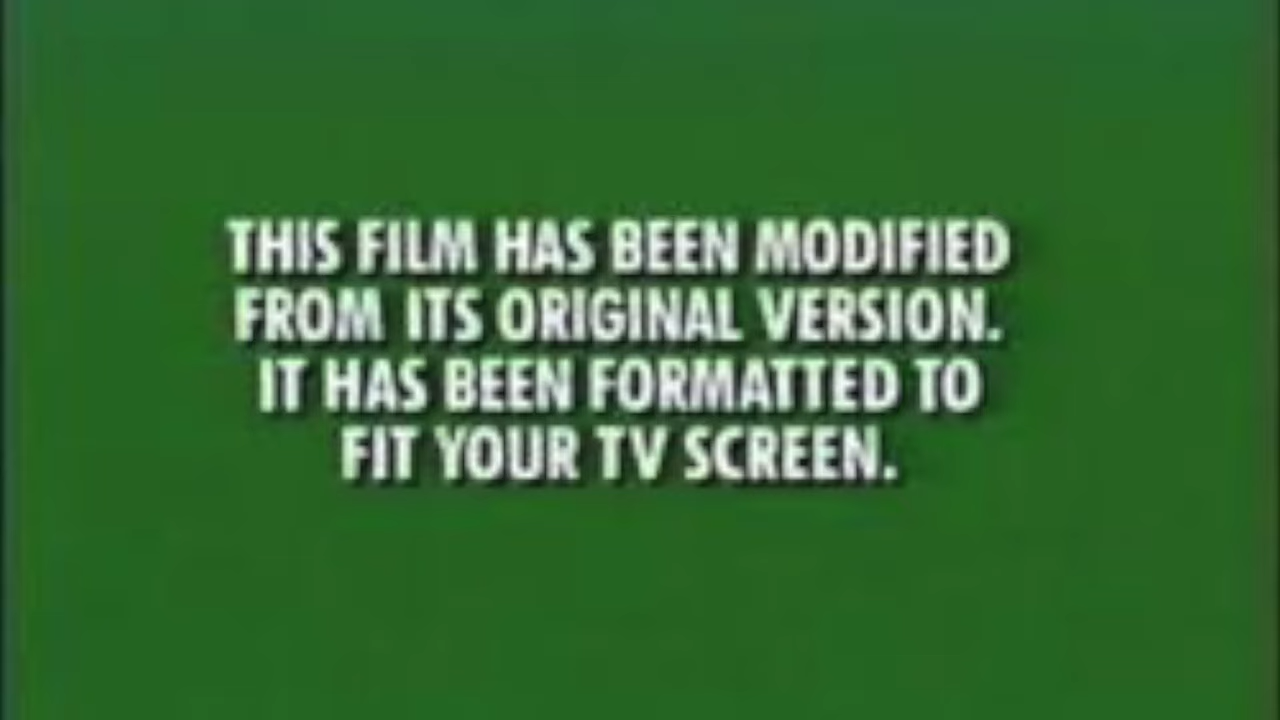 THIS FILM HAS BEEN MODIFIED
FROM ITS ORIGINAL VERSION.
IT HAS BEEN FORMATTED TO
FIT YOUR TV SCREEN.